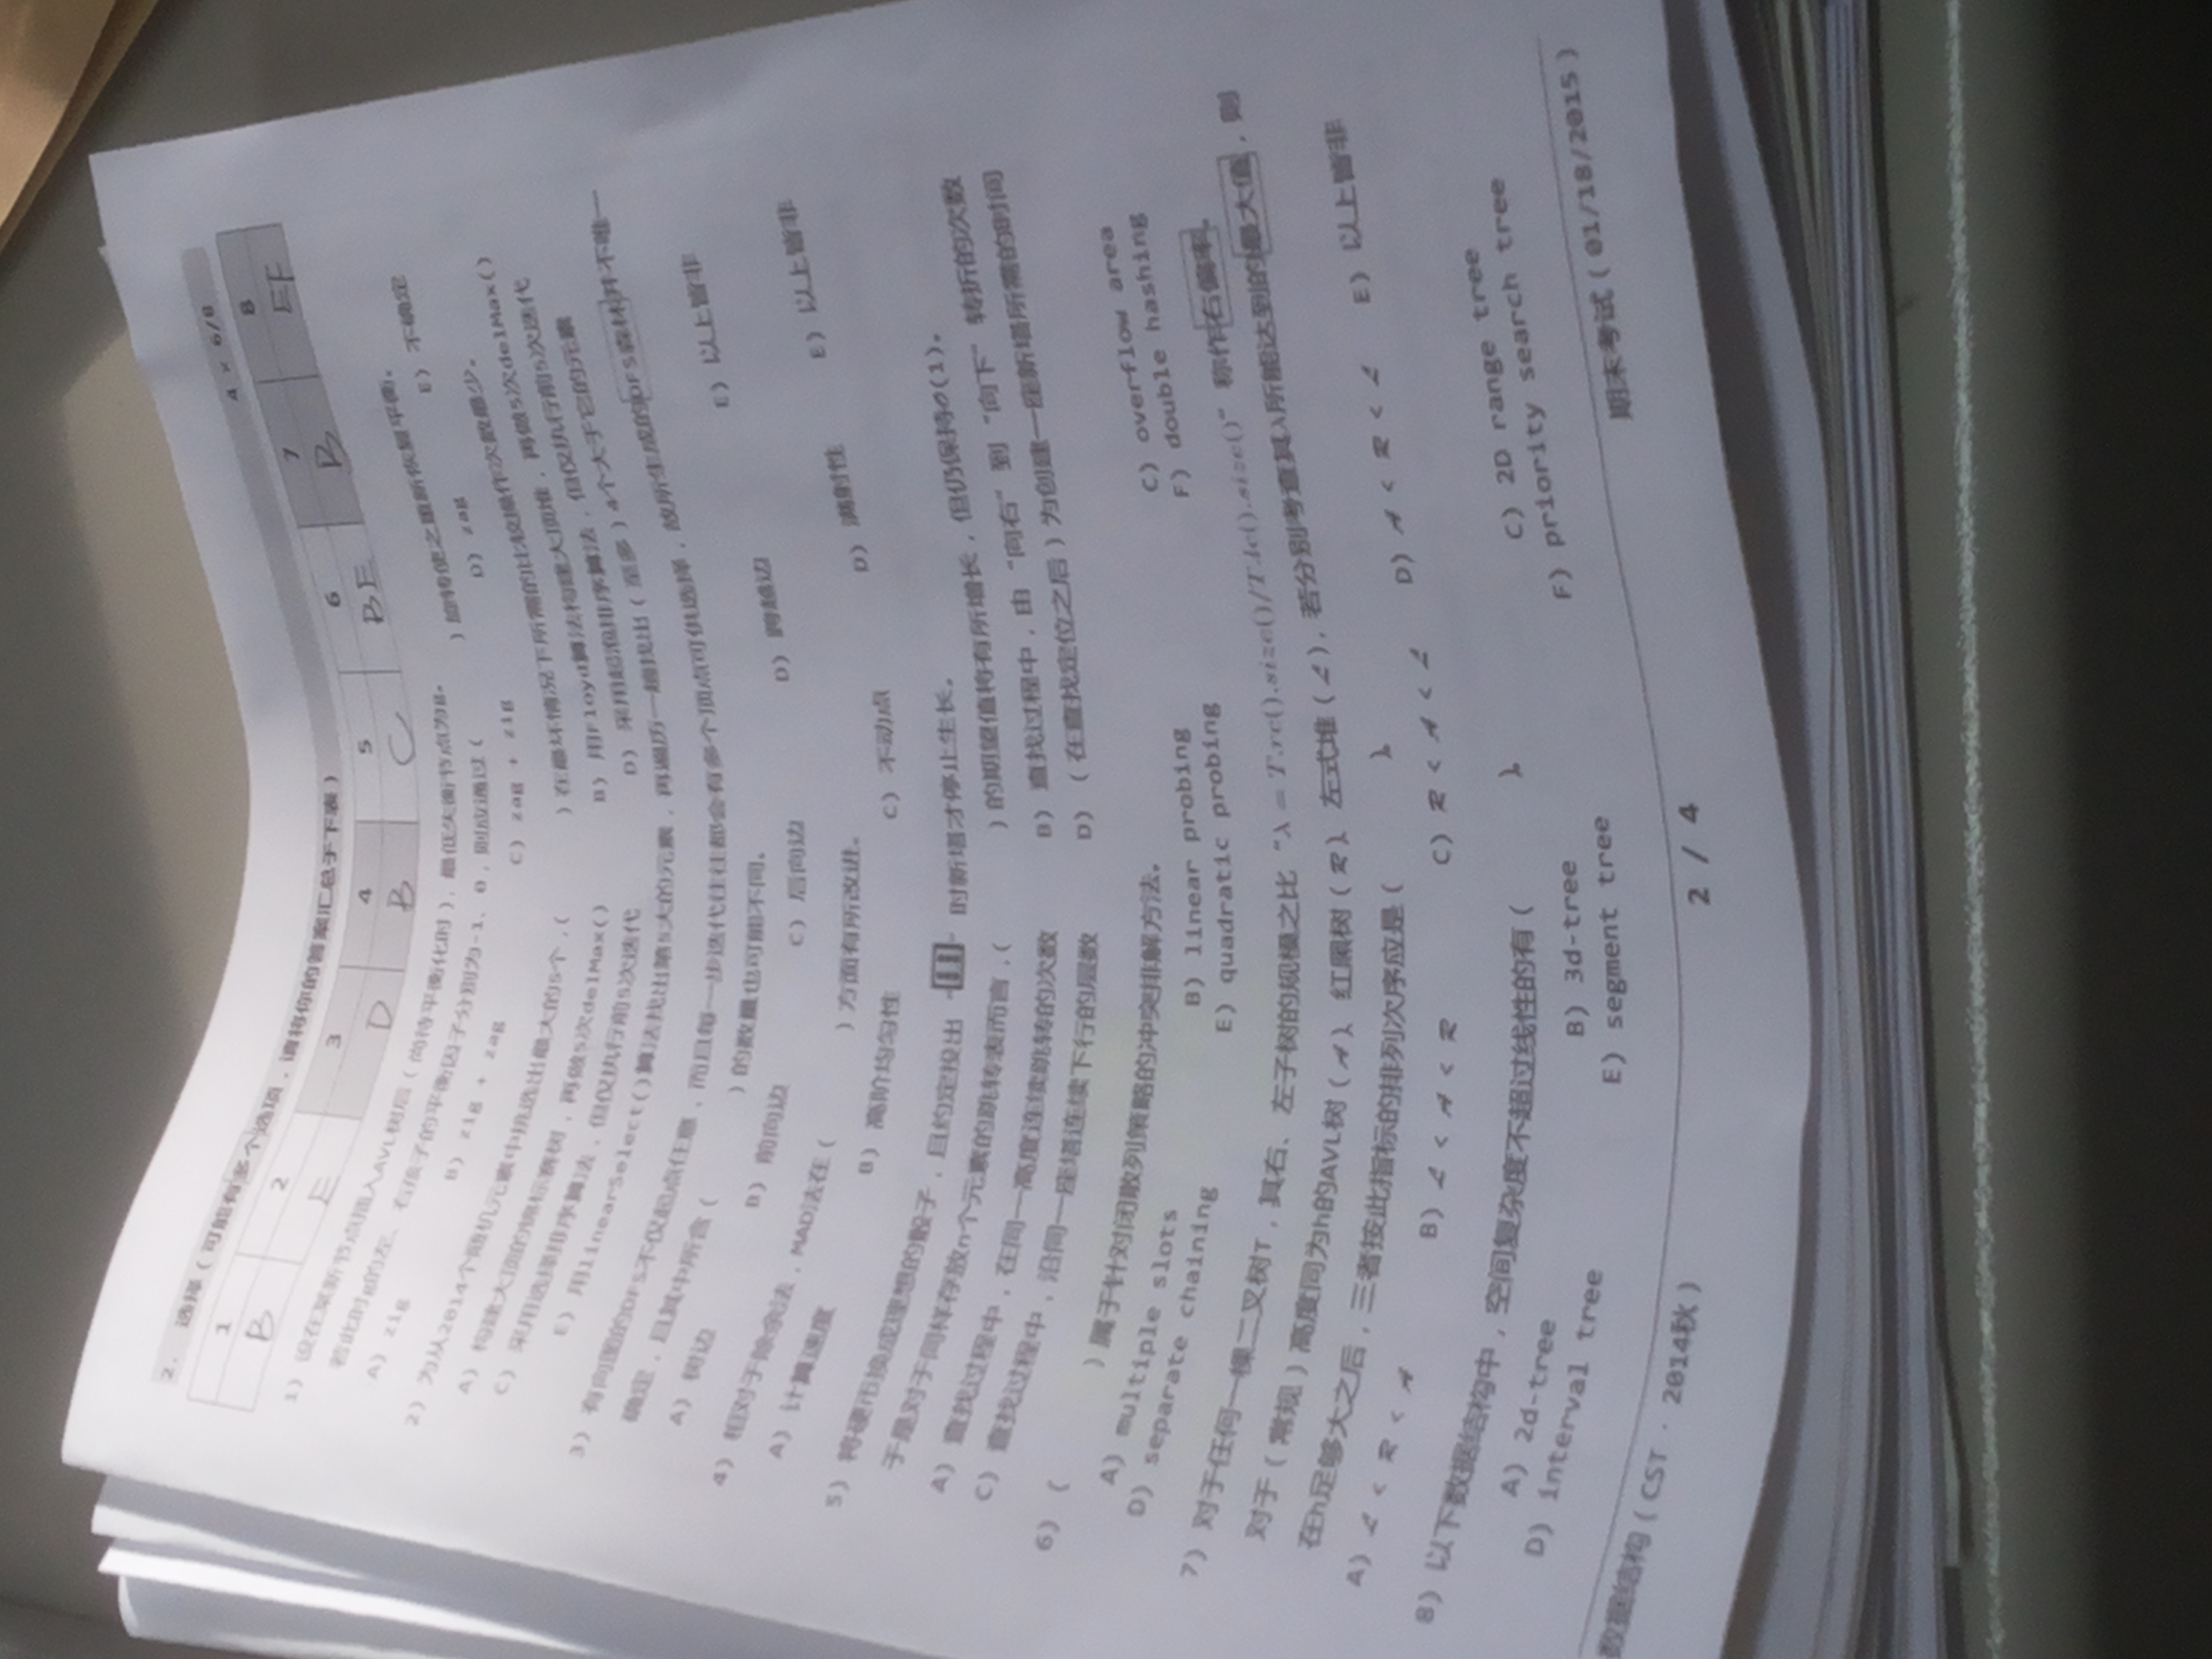 2. 选择(可能有多个选项,请将你的答案汇总于下表) 4 × 6/8
1 2 3 4 5 6 7 8
B E D B C BE B EF
1) 设在某新节点插入AVL树后(尚待平衡化时),最低失衡节点为g。
若此时g的左、右孩子的平衡因子分别为-1、0,则应通过( )旋转使之重新恢复平衡。
A) zig B) zig + zag C) zag + zig D) zag E) 不确定
2) 为从2014个随机元素中挑选出最大的5个,( )在最坏情况下所需的比较操作次数最少。
A) 构建大顶的锦标赛树,再做5次delMax() B) 用Floyd算法构建大顶堆,再做5次delMax()
C) 采用选择排序算法,但仅执行前5次迭代 D) 采用起泡排序算法,但仅执行前5次迭代
E) 用linearSelect()算法找出第5大的元素,再遍历一趟找出(至多)4个大于它的元素
3) 有向图的DFS不仅起点任意,而且每一步迭代往往都会有多个顶点可供选择,故所生成的DFS森林并不唯一
确定,且其中所含( )的数量也可能不同。
A) 树边 B) 前向边 C) 后向边 D) 跨越边 E) 以上皆非
4) 相对于除余法,MAD法在( )方面有所改进。
A) 计算速度 B) 高阶均匀性 C) 不动点 D) 满射性 E) 以上皆非
5) 将硬币换成理想的骰子,且约定投出 时新塔才停止生长。
于是对于同样存放n个元素的跳转表而言,( )的期望值将有所增长,但仍保持O(1)。
A) 查找过程中,在同一高度连续跳转的次数 B) 查找过程中,由“向右”到“向下”转折的次数
C) 查找过程中,沿同一座塔连续下行的层数 D) (在查找定位之后)为创建一座新塔所需的时间
6) ( )属于针对闭散列策略的冲突排解方法。
A) multiple slots B) linear probing C) overflow area
D) separate chaining E) quadratic probing F) double hashing
7) 对于任何一棵二叉树T,其右、左子树的规模之比“λ = T.rc().size()/T.lc().size()”称作右偏率。
对于(常规)高度同为h的AVL树(A)、红黑树(R)、左式堆(L),若分别考查其λ所能达到的最大值,则
在h足够大之后,三者按此指标的排列次序应是( )。
A) L < R < A B) L < A < R C) R < A < L D) A < R < L E) 以上皆非
8) 以下数据结构中,空间复杂度不超过线性的有( )。
A) 2d-tree B) 3d-tree C) 2D range tree
D) interval tree E) segment tree F) priority search tree
数据结构(CST · 2014秋) 2 / 4 期末考试(01/18/2015)